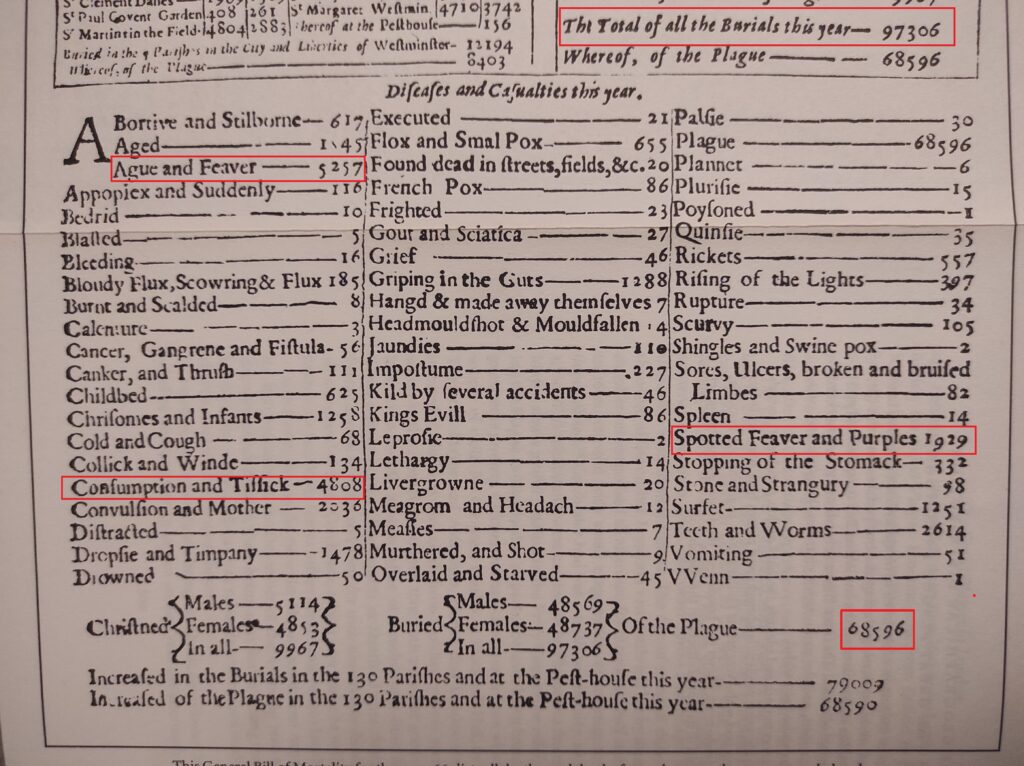 St Paul Covent Garden 408 261 St Margaret Weſtmin. 4710 3742
St Martin in the Field- 4804 2883 hereof at the Peſthouſe — 156
Buried in the Pariſhes in the City and Liberties of Weſtminſter- 12194
Whereof, of the Plague — 8403
The Total of all the Burials this year— 97306
Whereof, of the Plague — 68596
Diſeaſes and Caſualties this year.
ABortive and Stilborne— 617
Aged — 1545
Ague and Feaver — 5257
Appoplex and Suddenly — 116
Bedrid — 10
Blaſted — 5
Bleeding — 16
Bloudy Flux, Scowring & Flux 185
Burnt and Scalded — 8
Calenture — 3
Cancer, Gangrene and Fiſtula- 56
Canker, and Thruſh — 111
Childbed — 625
Chriſomes and Infants — 1258
Cold and Cough — 68
Collick and Winde — 134
Conſumption and Tiſſick — 4808
Convulſion and Mother — 2036
Diſtracted — 5
Dropſie and Timpany — 1478
Drowned — 50
Executed — 21
Flox and Smal Pox — 655
Found dead in ſtreets, fields, &c. 20
French Pox — 86
Frighted — 23
Gout and Sciatica — 27
Grief — 46
Griping in the Guts — 1288
Hangd & made away themſelves 7
Headmouldſhot & Mouldfallen 14
Jaundies — 110
Impoſtume — 227
Kild by ſeveral accidents — 46
Kings Evill — 86
Leproſie — 2
Lethargy — 14
Livergrowne — 20
Meagrom and Headach — 12
Meaſles — 7
Murthered, and Shot — 9
Overlaid and Starved — 45
Palſie — 30
Plague — 68596
Plannet — 6
Pluriſie — 15
Poyſoned — 1
Quinſie — 35
Rickets — 557
Riſing of the Lights — 397
Rupture — 34
Scurvy — 105
Shingles and Swine pox — 2
Sores, Ulcers, broken and bruiſed
Limbes — 82
Spleen — 14
Spotted Feaver and Purples 1929
Stopping of the Stomack — 332
Stone and Strangury — 98
Surfet — 1251
Teeth and Worms — 2614
Vomiting — 51
VVenn — 1
Chriſtned
Males — 5114
Females — 4853
In all — 9967
Buried
Males — 48569
Females — 48737
In all — 97306
Of the Plague — 68596
Increaſed in the Burials in the 130 Pariſhes and at the Peſt-houſe this year — 79009
Increaſed of the Plague in the 130 Pariſhes and at the Peſt-houſe this year — 68590